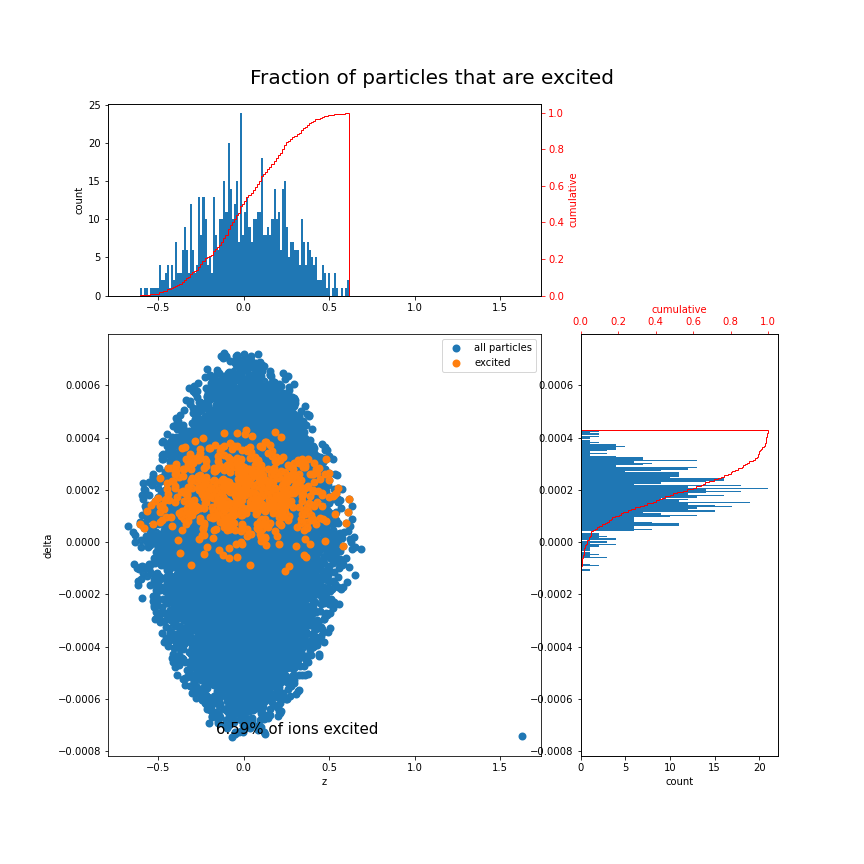 Fraction of particles that are excited
25
20
15
10
5
0
count
1.0
0.8
0.6
0.4
0.2
0.0
cumulative
−0.5 0.0 0.5 1.0 1.5
cumulative
0.0 0.2 0.4 0.6 0.8 1.0
all particles
excited
0.0006
0.0004
0.0002
0.0000
−0.0002
−0.0004
−0.0006
−0.0008
delta
6.59% of ions excited
−0.5 0.0 0.5 1.0 1.5
z
0.0006
0.0004
0.0002
0.0000
−0.0002
−0.0004
−0.0006
−0.0008
0 5 10 15 20
count